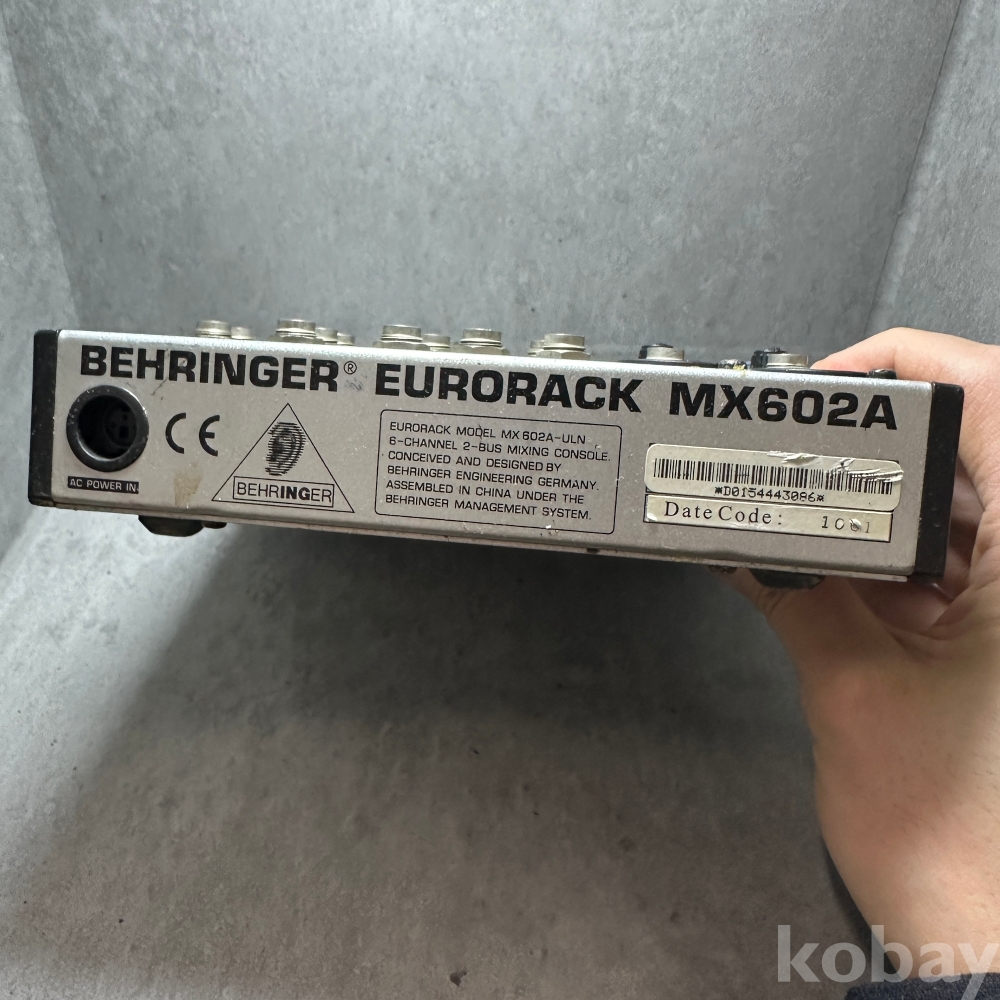 BEHRINGER® EURORACK MX602A
AC POWER IN
CE
BEHRINGER
EURORACK MODEL MX 602A-ULN
6-CHANNEL 2-BUS MIXING CONSOLE.
CONCEIVED AND DESIGNED BY
BEHRINGER ENGINEERING GERMANY.
ASSEMBLED IN CHINA UNDER THE
BEHRINGER MANAGEMENT SYSTEM.
*D0154443086*
Date Code:
kobay